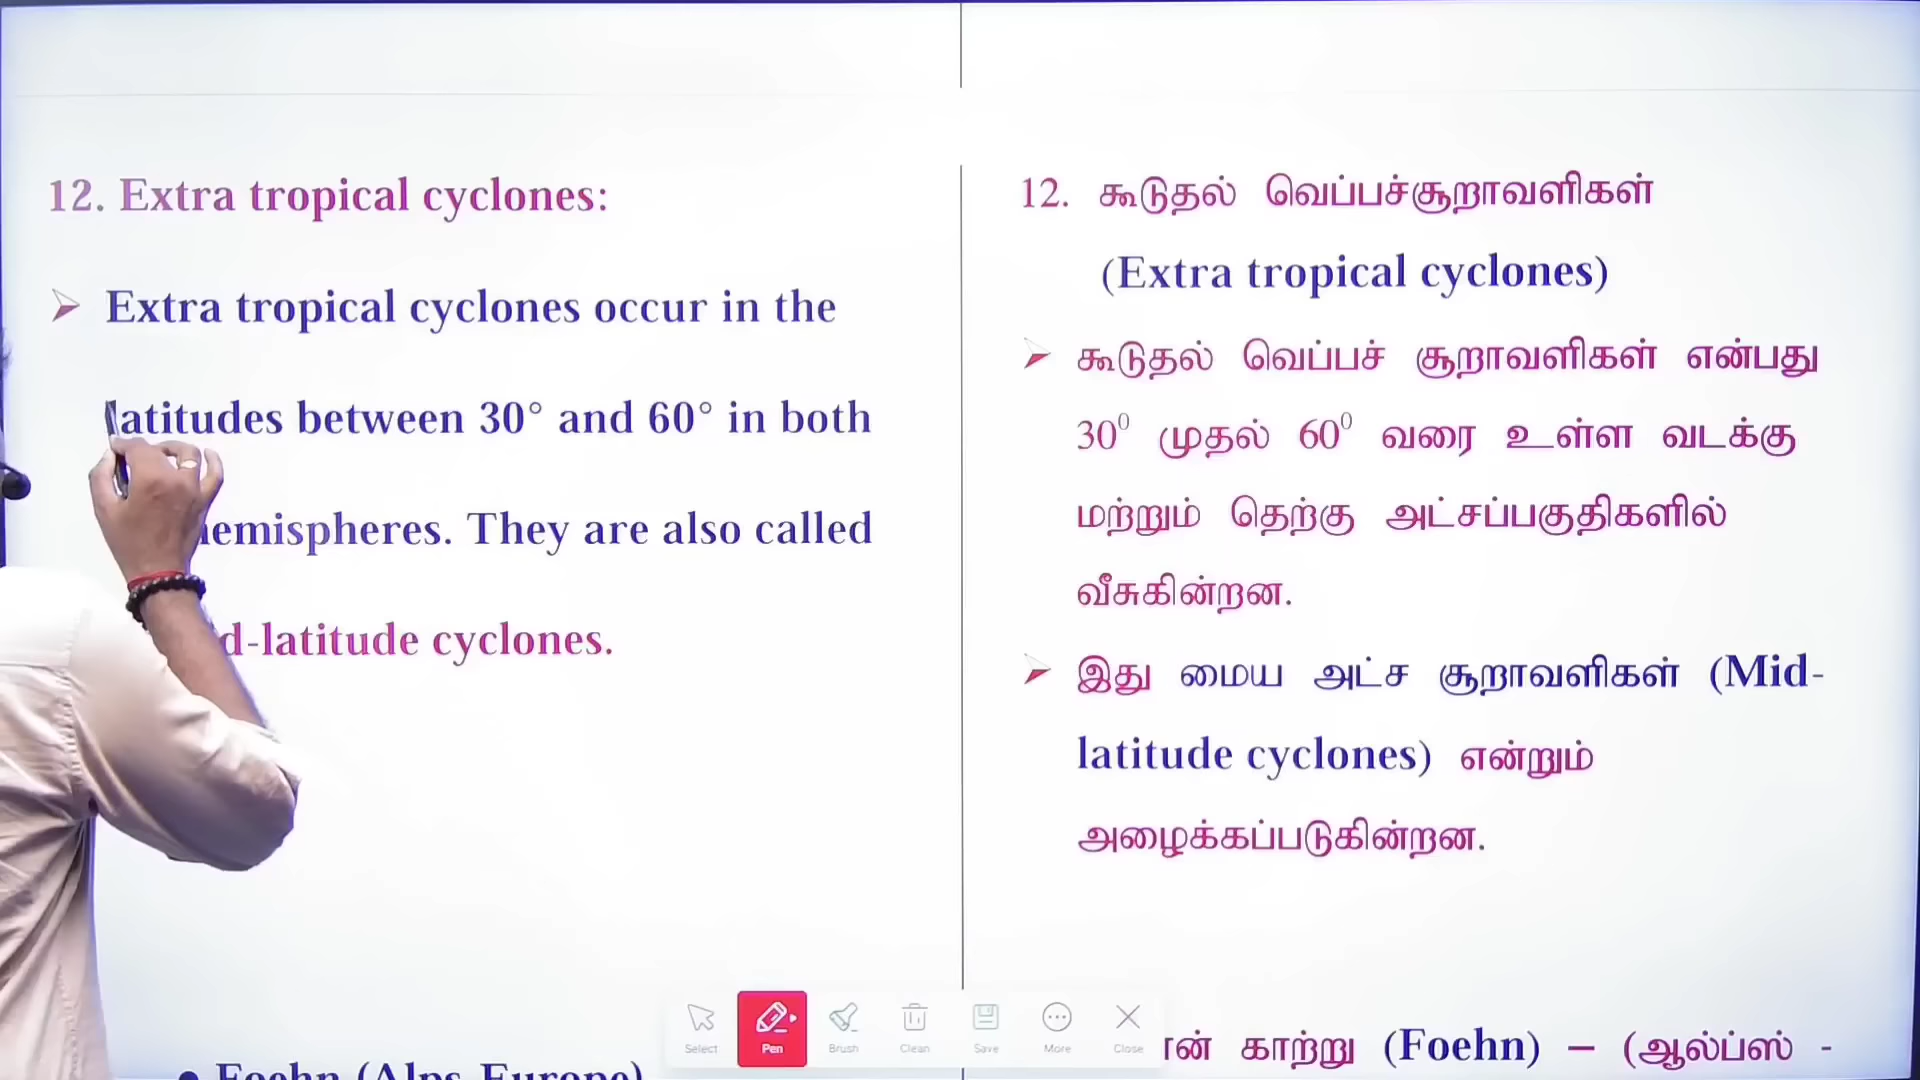 12. Extra tropical cyclones:
Extra tropical cyclones occur in the
latitudes between 30° and 60° in both
They are also called
cyclones.
12. கூடுதல் வெப்பச்சூறாவளிகள்
(Extra tropical cyclones)
கூடுதல் வெப்பச் சூறாவளிகள் என்பது
30⁰ முதல் 60⁰ வரை உள்ள வடக்கு
மற்றும் தெற்கு அட்சப்பகுதிகளில்
வீசுகின்றன.
இது மைய அட்ச சூறாவளிகள் (Mid-
latitude cyclones) என்றும்
அழைக்கப்படுகின்றன.
• Foehn (Alps-Europe)
காற்று (Foehn) – (ஆல்ப்ஸ் -
Select Pen Brush Clean Save More Close